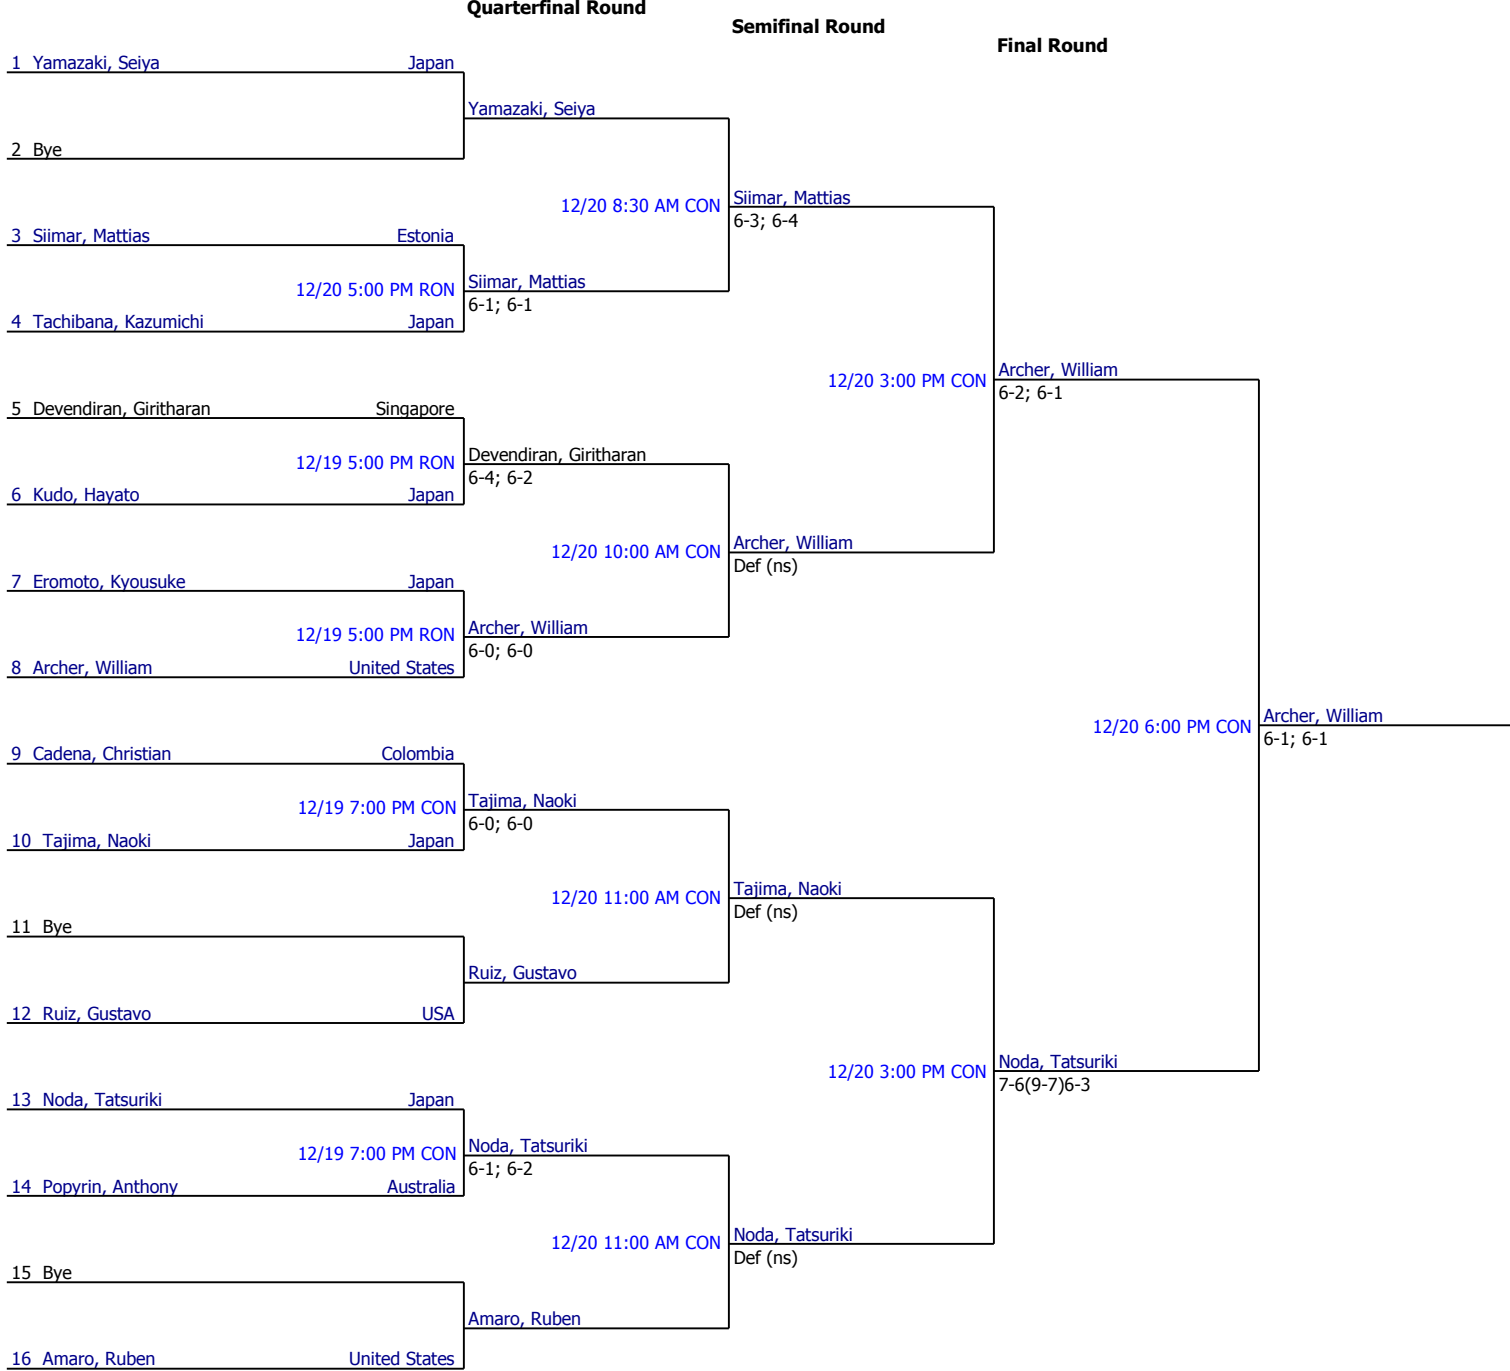 Quarterfinal Round
Semifinal Round
Final Round
1 Yamazaki, Seiya Japan
Yamazaki, Seiya
2 Bye
12/20 8:30 AM CON Siimar, Mattias
6-3; 6-4
3 Siimar, Mattias Estonia
12/20 5:00 PM RON Siimar, Mattias
6-1; 6-1
4 Tachibana, Kazumichi Japan
12/20 3:00 PM CON Archer, William
6-2; 6-1
5 Devendiran, Giritharan Singapore
12/19 5:00 PM RON Devendiran, Giritharan
6-4; 6-2
6 Kudo, Hayato Japan
12/20 10:00 AM CON Archer, William
Def (ns)
7 Eromoto, Kyousuke Japan
12/19 5:00 PM RON Archer, William
6-0; 6-0
8 Archer, William United States
12/20 6:00 PM CON Archer, William
6-1; 6-1
9 Cadena, Christian Colombia
12/19 7:00 PM CON Tajima, Naoki
6-0; 6-0
10 Tajima, Naoki Japan
12/20 11:00 AM CON Tajima, Naoki
Def (ns)
11 Bye
Ruiz, Gustavo
12 Ruiz, Gustavo USA
12/20 3:00 PM CON Noda, Tatsuriki
7-6(9-7)6-3
13 Noda, Tatsuriki Japan
12/19 7:00 PM CON Noda, Tatsuriki
6-1; 6-2
14 Popyrin, Anthony Australia
12/20 11:00 AM CON Noda, Tatsuriki
Def (ns)
15 Bye
Amaro, Ruben
16 Amaro, Ruben United States